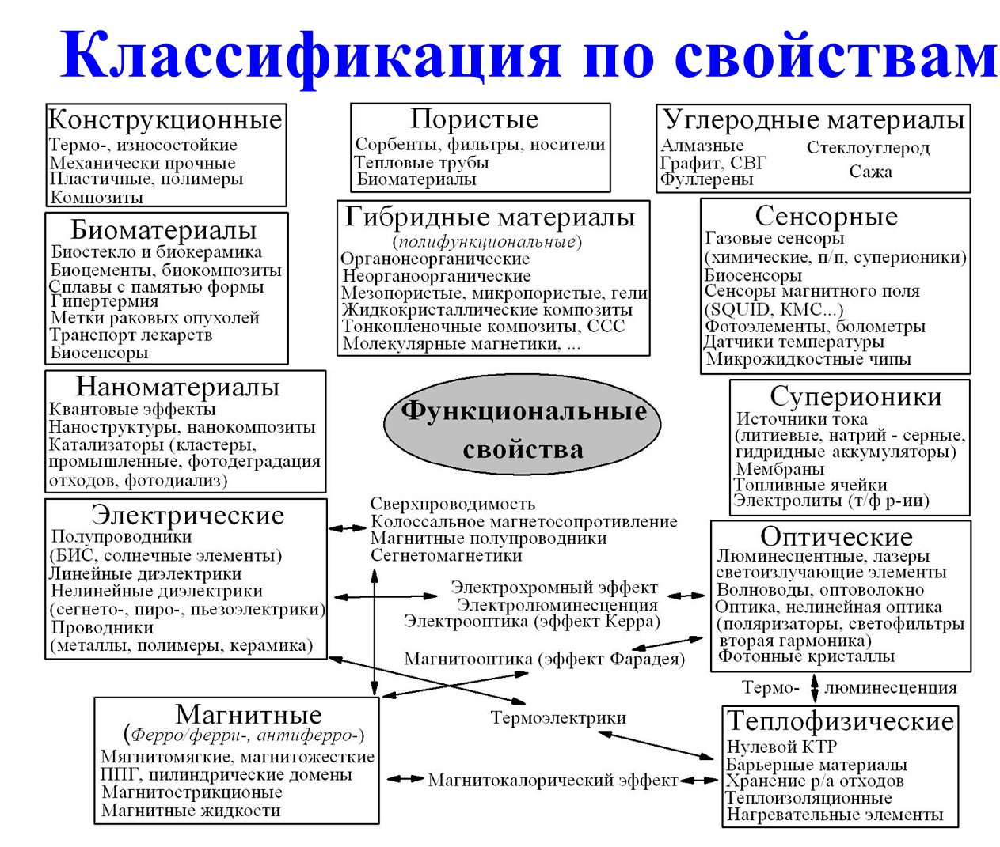 Классификация по свойствам
Конструкционные
Термо-, износостойкие
Механически прочные
Пластичные, полимеры
Композиты
Пористые
Сорбенты, фильтры, носители
Тепловые трубы
Биоматериалы
Углеродные материалы
Алмазные
Графит, СВГ
Фуллерены
Стеклоуглерод
Сажа
Биоматериалы
Биостекло и биокерамика
Биоцементы, биокомпозиты
Сплавы с памятью формы
Гипертермия
Метки раковых опухолей
Транспорт лекарств
Биосенсоры
Гибридные материалы
(полифункциональные)
Органонеорганические
Неорганоорганические
Мезопористые, микропористые, гели
Жидкокристаллические композиты
Тонкопленочные композиты, ССС
Молекулярные магнетики, ...
Сенсорные
Газовые сенсоры
(химические, п/п, суперионики)
Биосенсоры
Сенсоры магнитного поля
(SQUID, КМС...)
Фотоэлементы, болометры
Датчики температуры
Микрожидкостные чипы
Наноматериалы
Квантовые эффекты
Наноструктуры, нанокомпозиты
Катализаторы (кластеры,
промышленные, фотодеградация
отходов, фотодиализ)
Функциональные
свойства
Суперионики
Источники тока
(литиевые, натрий - серные,
гидридные аккумуляторы)
Мембраны
Топливные ячейки
Электролиты (т/ф р-ии)
Электрические
Полупроводники
(БИС, солнечные элементы)
Линейные диэлектрики
Нелинейные диэлектрики
(сегнето-, пиро-, пьезоэлектрики)
Проводники
(металлы, полимеры, керамика)
Сверхпроводимость
Колоссальное магнетосопротивление
Магнитные полупроводники
Сегнетомагнетики
Электрохромный эффект
Электролюминесценция
Электрооптика (эффект Керра)
Магнитооптика (эффект Фарадея)
Оптические
Люминесцентные, лазеры
светоизлучающие элементы
Волноводы, оптоволокно
Оптика, нелинейная оптика
(поляризаторы, светофильтры
вторая гармоника)
Фотонные кристаллы
Термо- люминесценция
Магнитные
(Ферро/ферри-, антиферро-)
Мягнитомягкие, магнитожесткие
ППГ, цилиндрические домены
Магнитострикционые
Магнитные жидкости
Термоэлектрики
Магнитокалорический эффект
Теплофизические
Нулевой КТР
Барьерные материалы
Хранение р/а отходов
Теплоизоляционные
Нагревательные элементы